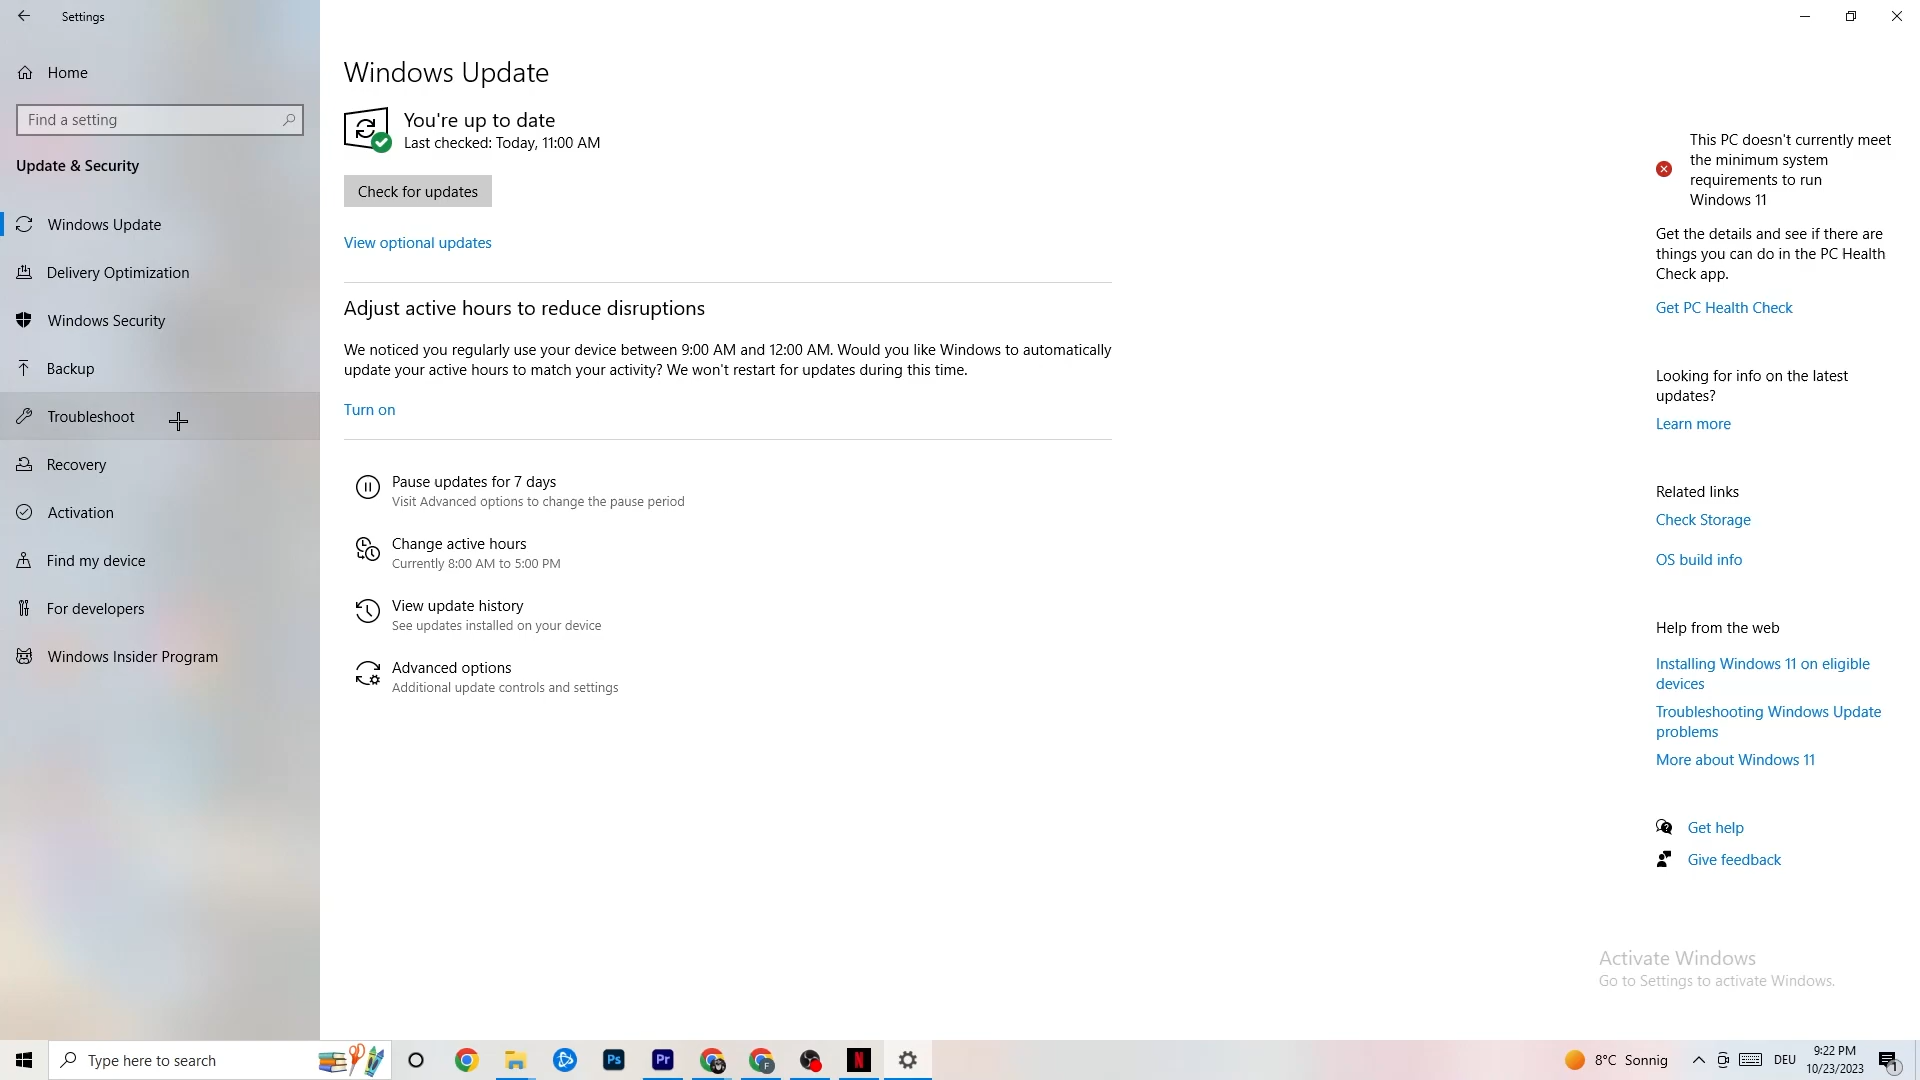 Settings
Home
Find a setting
Update & Security
Windows Update
Delivery Optimization
Windows Security
Backup
Troubleshoot
Recovery
Activation
Find my device
For developers
Windows Insider Program
Windows Update
You're up to date
Last checked: Today, 11:00 AM
Check for updates
View optional updates
Adjust active hours to reduce disruptions
We noticed you regularly use your device between 9:00 AM and 12:00 AM. Would you like Windows to automatically
update your active hours to match your activity? We won't restart for updates during this time.
Turn on
Pause updates for 7 days
Visit Advanced options to change the pause period
Change active hours
Currently 8:00 AM to 5:00 PM
View update history
See updates installed on your device
Advanced options
Additional update controls and settings
This PC doesn't currently meet
the minimum system
requirements to run
Windows 11
Get the details and see if there are
things you can do in the PC Health
Check app.
Get PC Health Check
Looking for info on the latest
updates?
Learn more
Related links
Check Storage
OS build info
Help from the web
Installing Windows 11 on eligible
devices
Troubleshooting Windows Update
problems
More about Windows 11
Get help
Give feedback
Activate Windows
Go to Settings to activate Windows.
Type here to search
Ps
Pr
F
N
8°C Sonnig
DEU
9:22 PM
10/23/2023
1